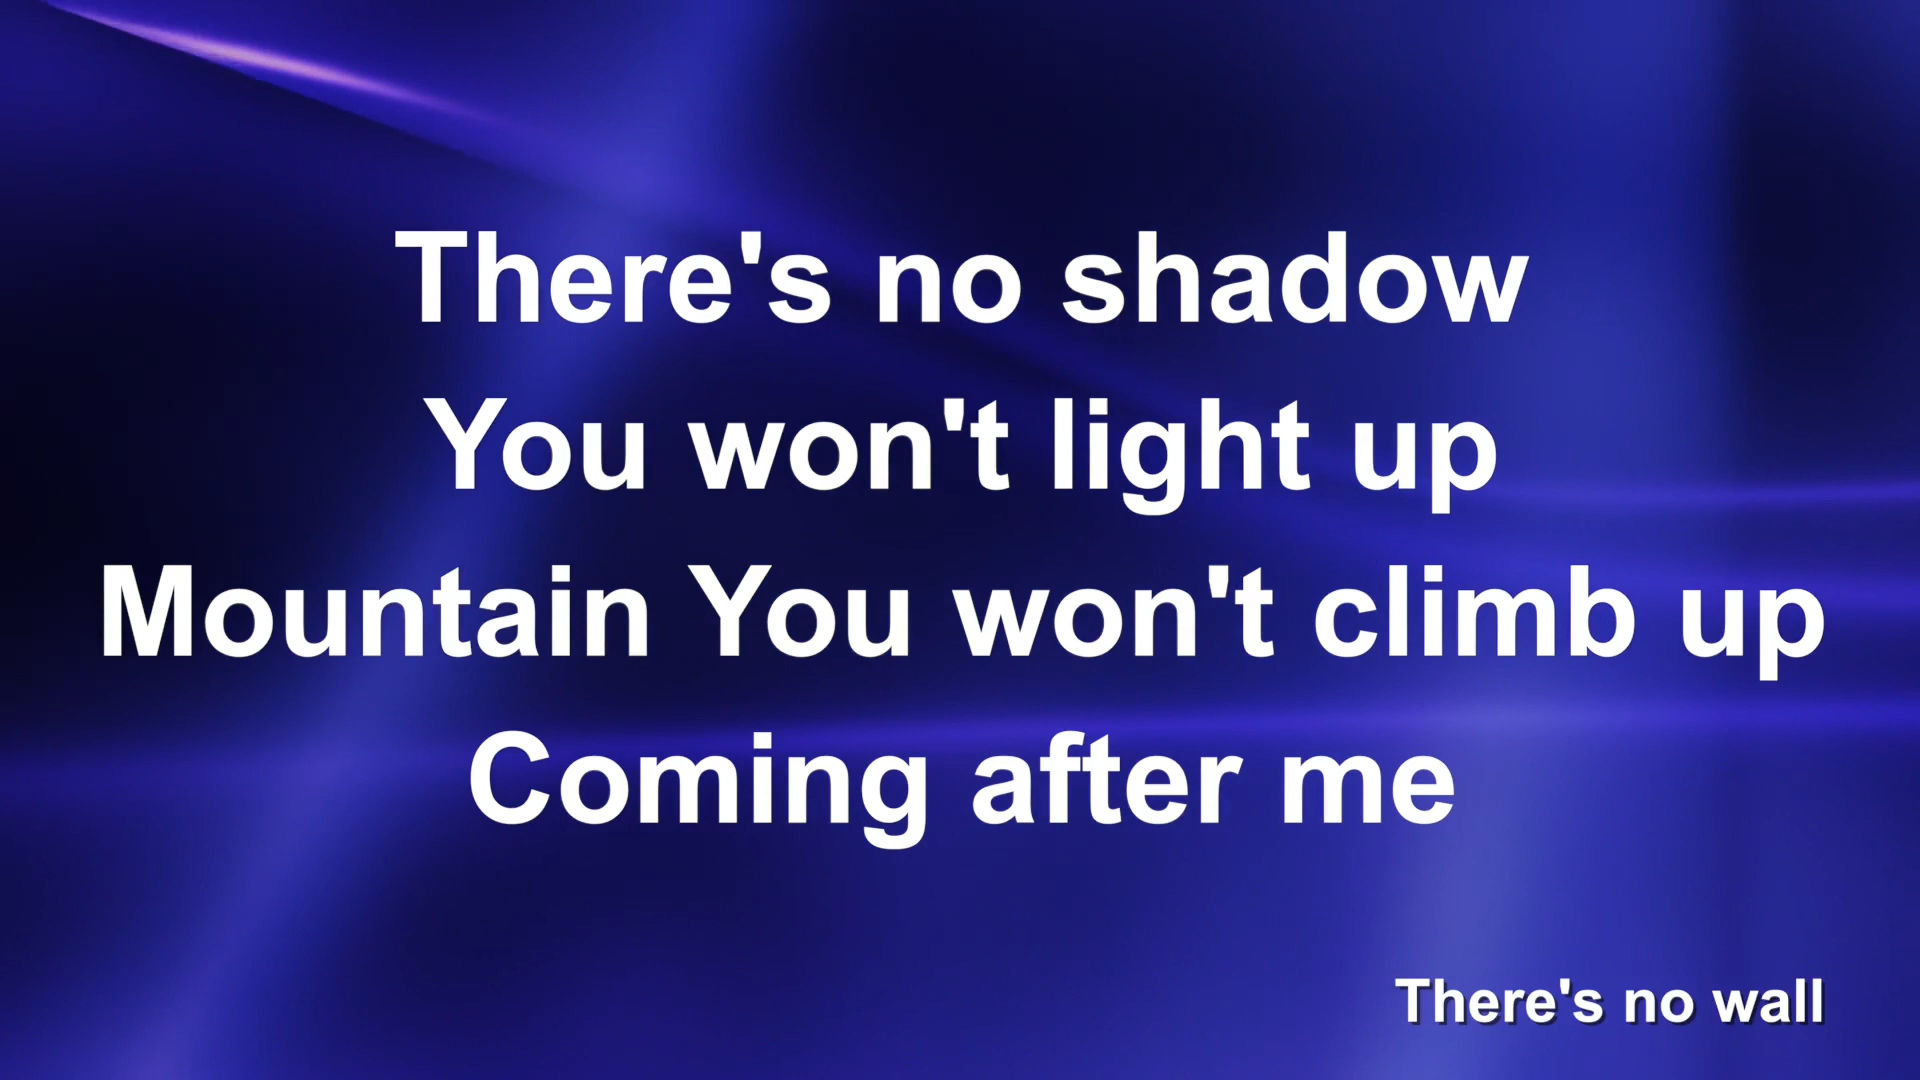 There's no shadow
You won't light up
Mountain You won't climb up
Coming after me
There's no wall